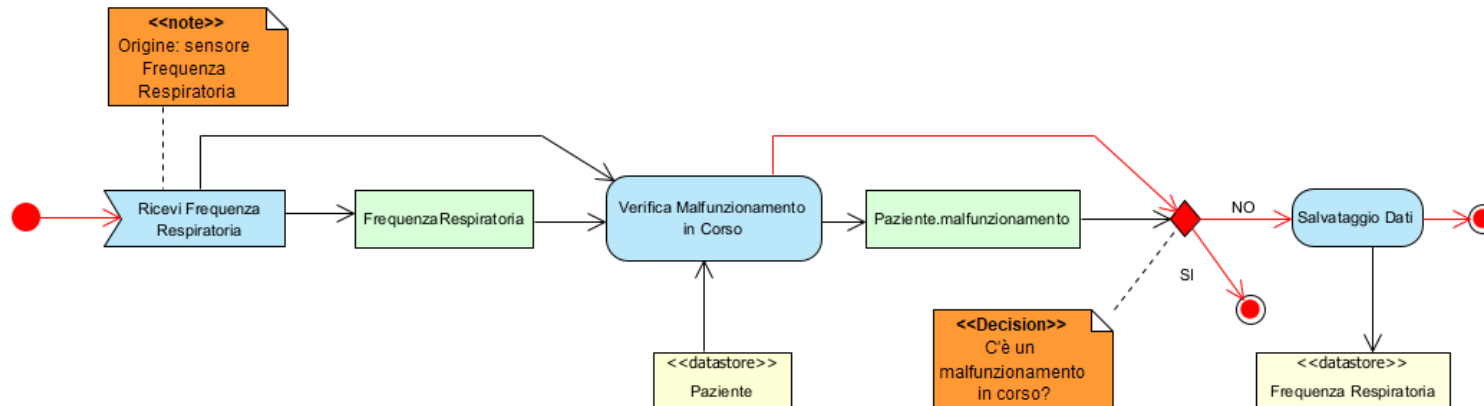 <<note>>
Origine: sensore
Frequenza
Respiratoria
Ricevi Frequenza
Respiratoria
FrequenzaRespiratoria
Verifica Malfunzionamento
in Corso
Paziente.malfunzionamento
NO
Salvataggio Dati
SI
<<Decision>>
C'è un
malfunzionamento
in corso?
<<datastore>>
Paziente
<<datastore>>
Frequenza Respiratoria